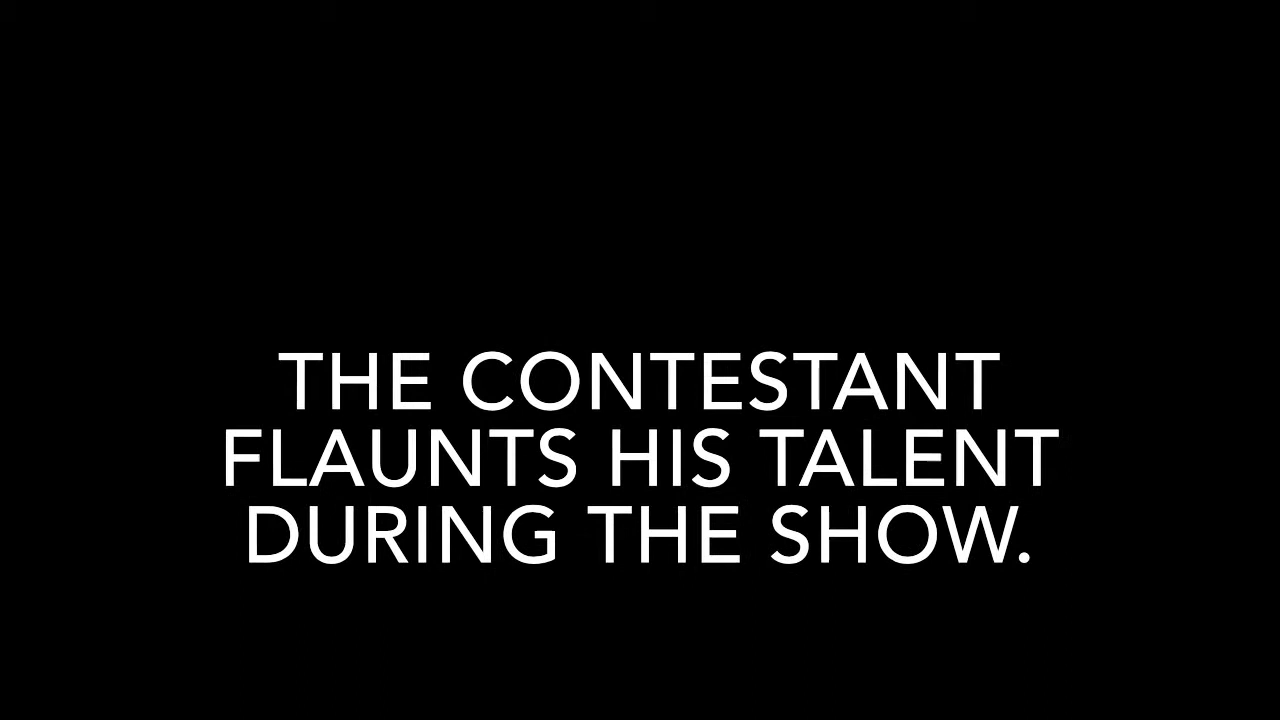 THE CONTESTANT
FLAUNTS HIS TALENT
DURING THE SHOW.